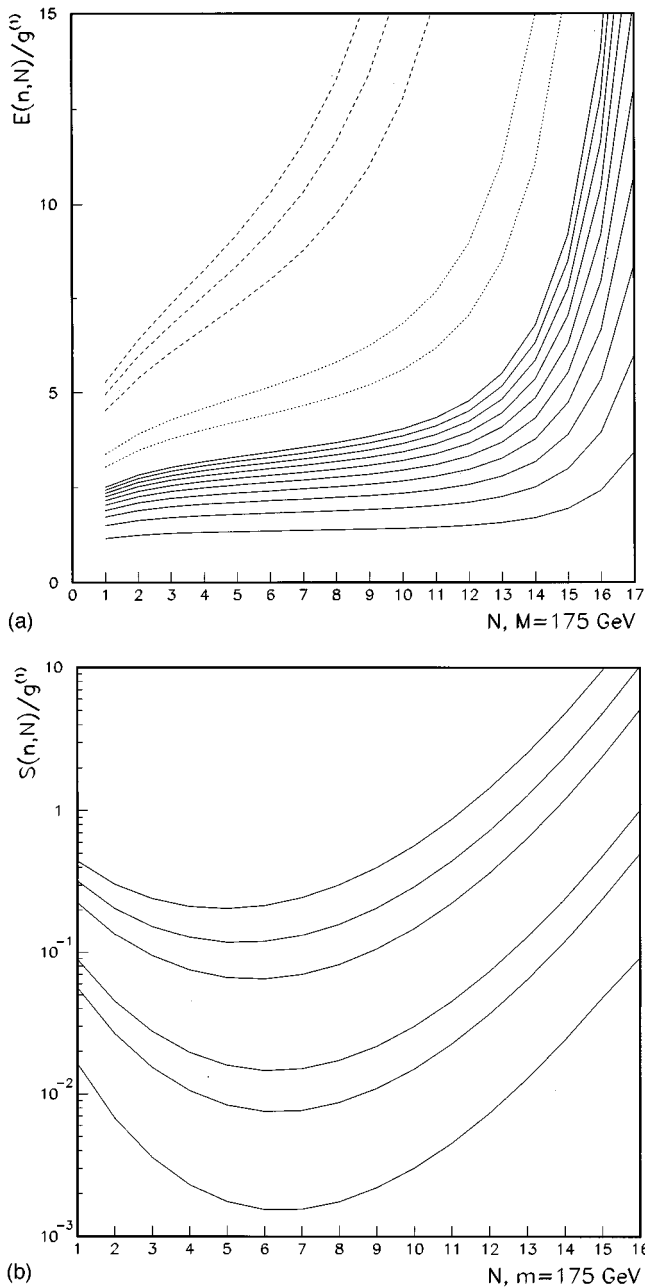 E(n,N)/g⁽¹⁾
15
10
5
0
0 1 2 3 4 5 6 7 8 9 10 11 12 13 14 15 16 17
(a)
N, M=175 GeV
S(n,N)/g⁽¹⁾
10
1
10⁻¹
10⁻²
10⁻³
1 2 3 4 5 6 7 8 9 10 11 12 13 14 15 16
(b)
N, m=175 GeV